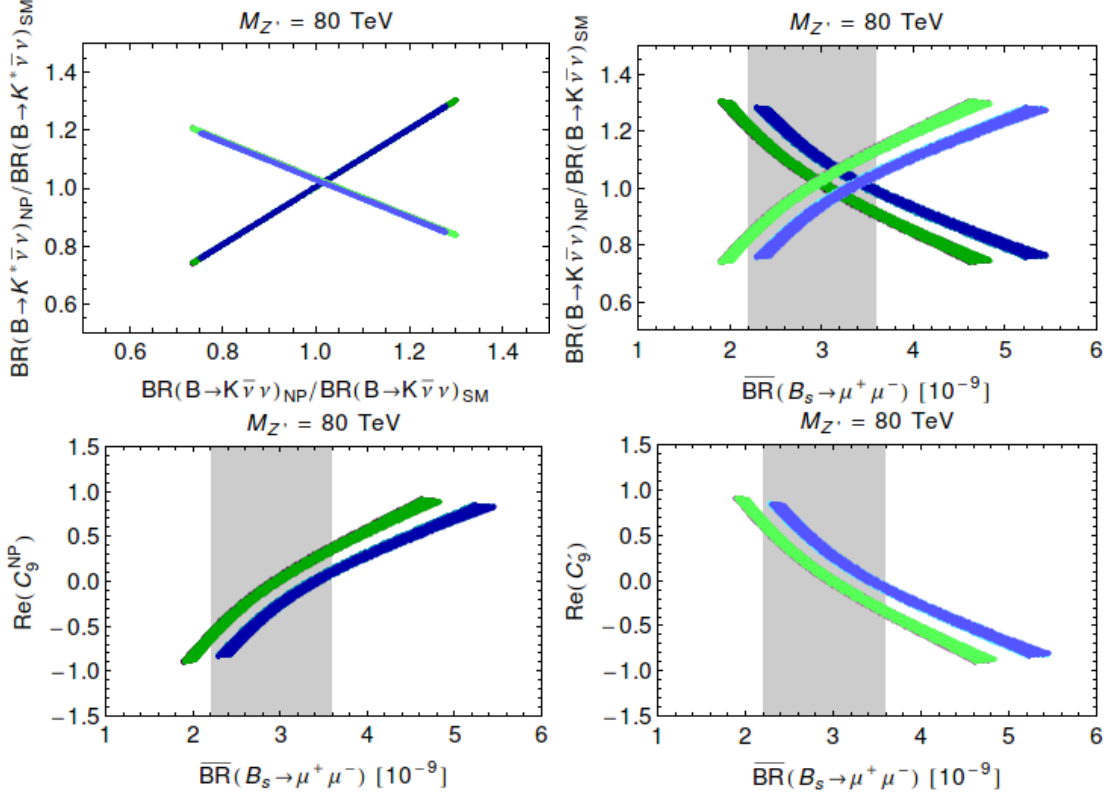 M_Z' = 80 TeV
BR(B→K*ν̄ν)_NP/BR(B→K*ν̄ν)_SM
1.4
1.2
1.0
0.8
0.6
0.6 0.8 1.0 1.2 1.4
BR(B→Kν̄ν)_NP/BR(B→Kν̄ν)_SM
M_Z' = 80 TeV
BR(B→Kν̄ν)_NP/BR(B→Kν̄ν)_SM
1.4
1.2
1.0
0.8
0.6
1 2 3 4 5 6
B̅R̅(B_s→μ⁺μ⁻) [10⁻⁹]
M_Z' = 80 TeV
Re(C_9^NP)
1.5
1.0
0.5
0.0
−0.5
−1.0
−1.5
1 2 3 4 5 6
B̅R̅(B_s→μ⁺μ⁻) [10⁻⁹]
M_Z' = 80 TeV
Re(C_9′)
1.5
1.0
0.5
0.0
−0.5
−1.0
−1.5
1 2 3 4 5 6
B̅R̅(B_s→μ⁺μ⁻) [10⁻⁹]